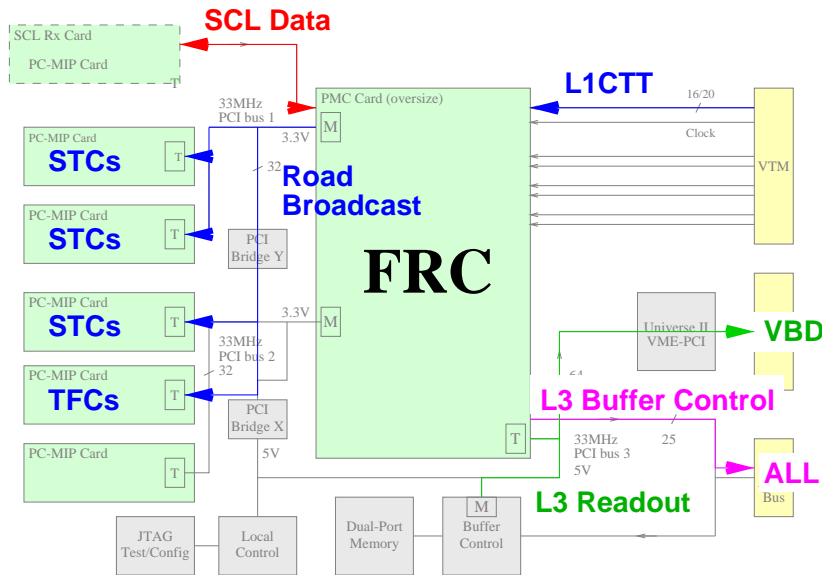 SCL Data
SCL Rx Card
PC-MIP Card
T
33MHz
PCI bus 1
3.3V
PMC Card (oversize)
M
L1CTT
16/20
Clock
VTM
PC-MIP Card
STCs
T
32
Road
Broadcast
PC-MIP Card
STCs
T
PCI
Bridge Y
FRC
PC-MIP Card
STCs
T
3.3V
M
33MHz
PCI bus 2
32
Universe II
VME-PCI
VBD
PC-MIP Card
TFCs
T
64
PCI
Bridge X
5V
L3 Buffer Control
T
33MHz
PCI bus 3
5V
25
PC-MIP Card
T
ALL
Bus
L3 Readout
JTAG
Test/Config
Local
Control
Dual-Port
Memory
M
Buffer
Control